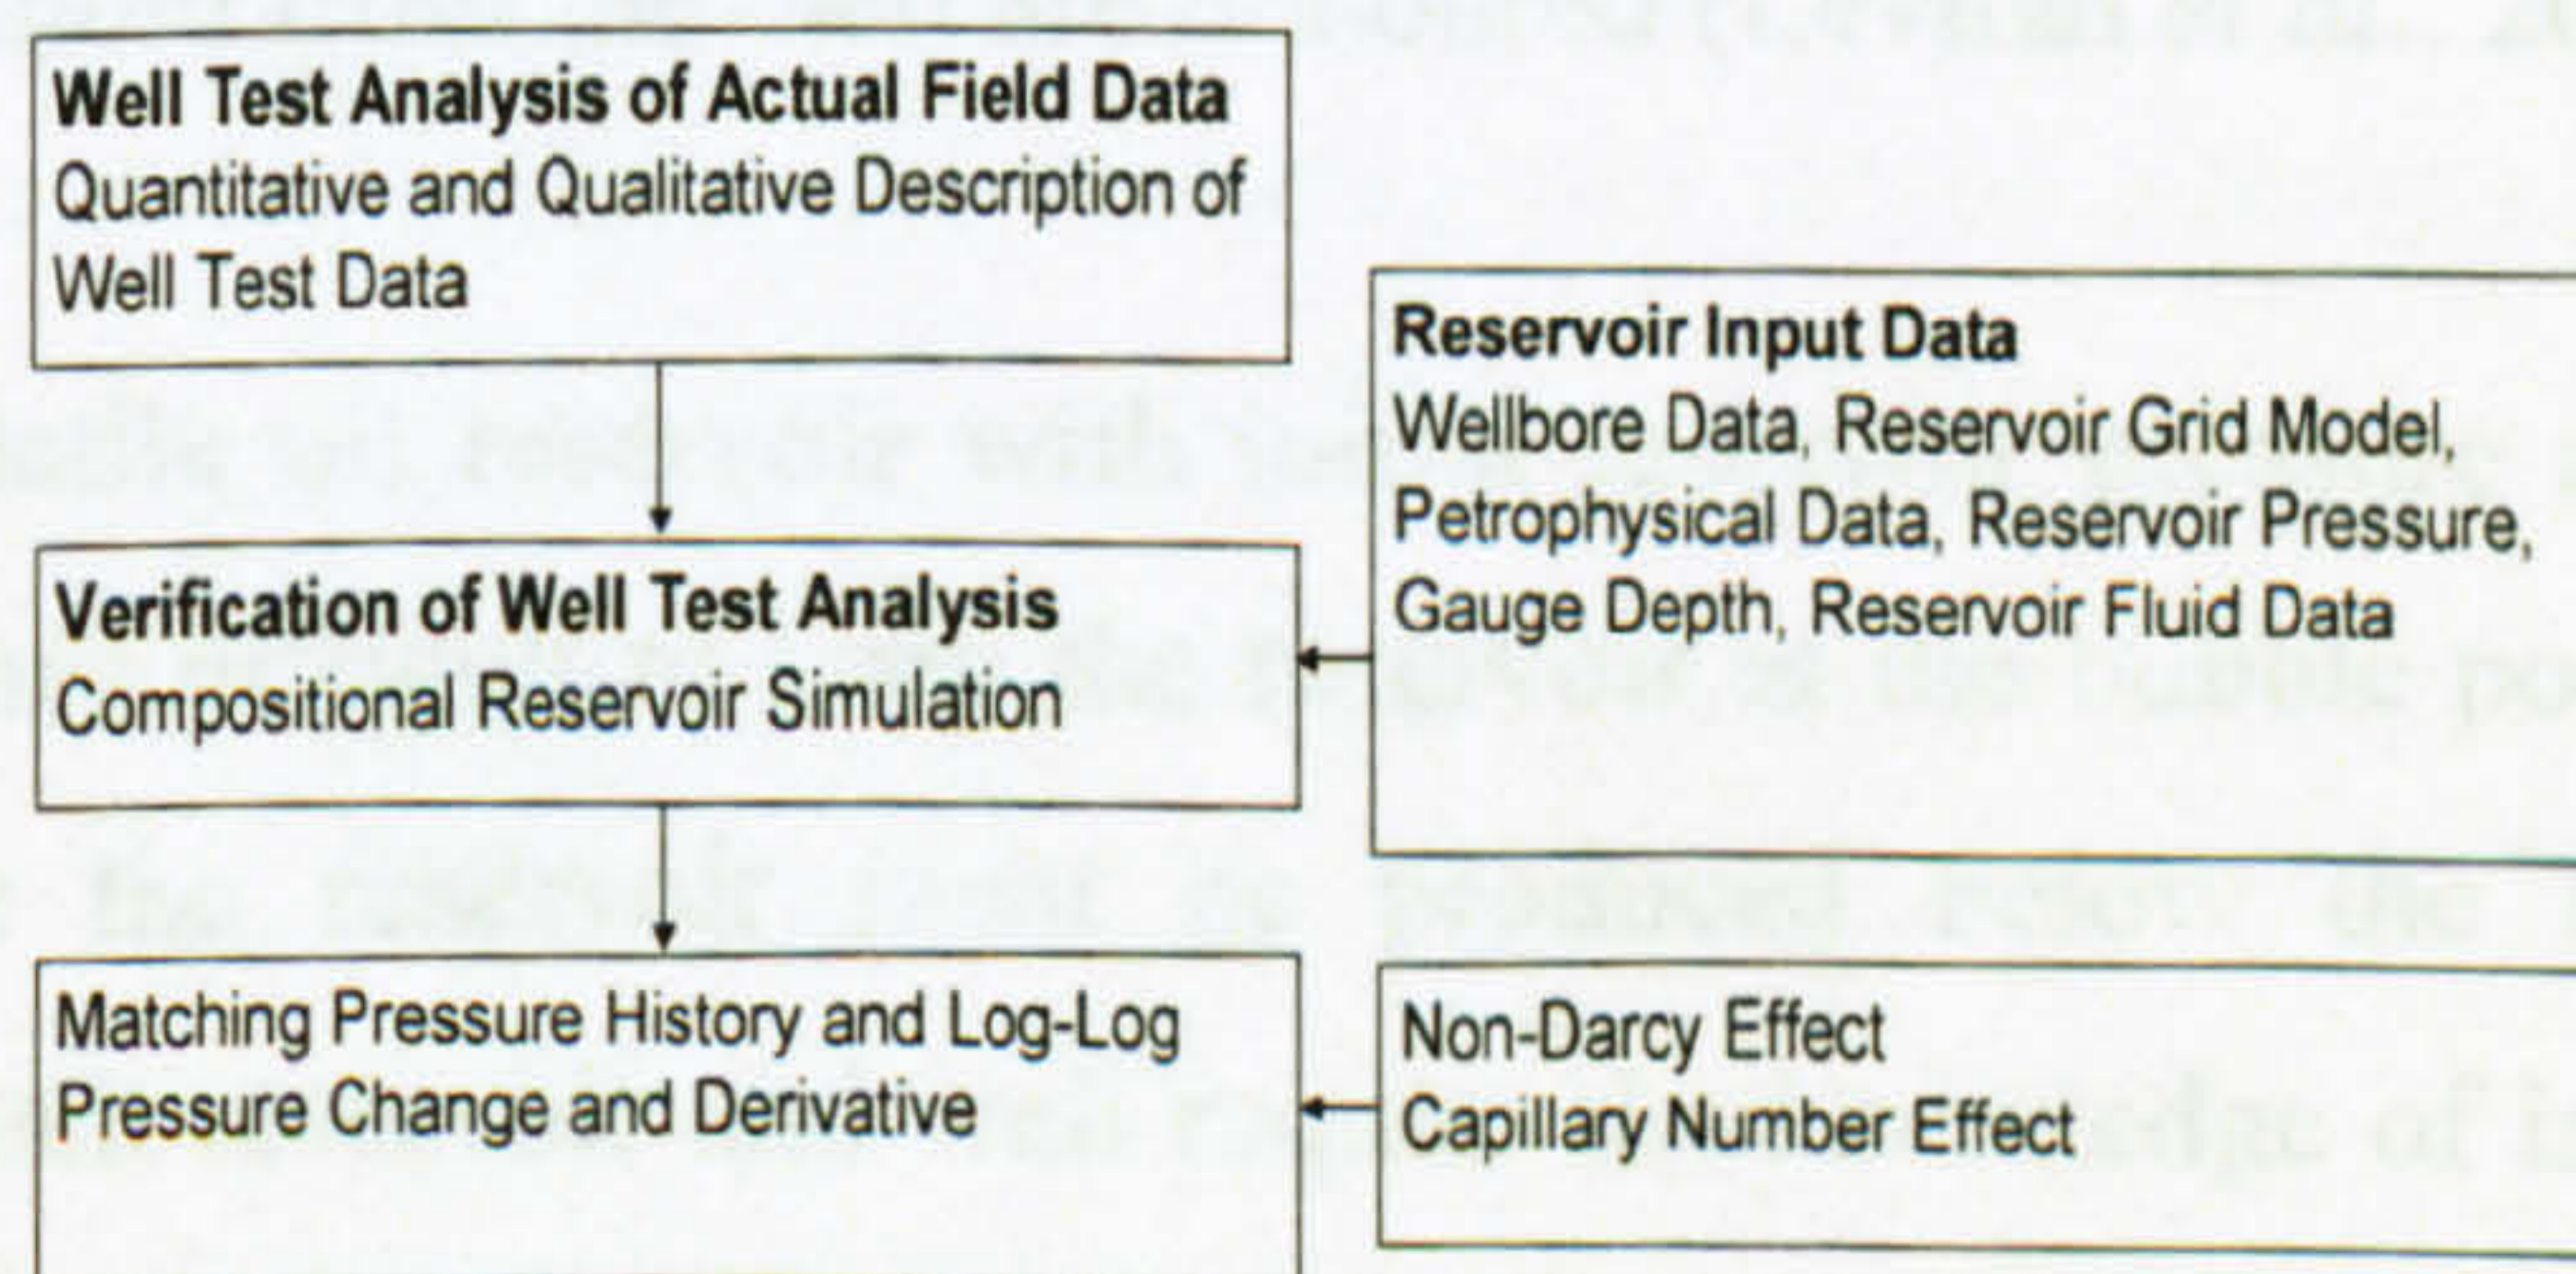 Well Test Analysis of Actual Field Data
Quantitative and Qualitative Description of
Well Test Data
Reservoir Input Data
Wellbore Data, Reservoir Grid Model,
Petrophysical Data, Reservoir Pressure,
Gauge Depth, Reservoir Fluid Data
Verification of Well Test Analysis
Compositional Reservoir Simulation
Matching Pressure History and Log-Log
Pressure Change and Derivative
Non-Darcy Effect
Capillary Number Effect